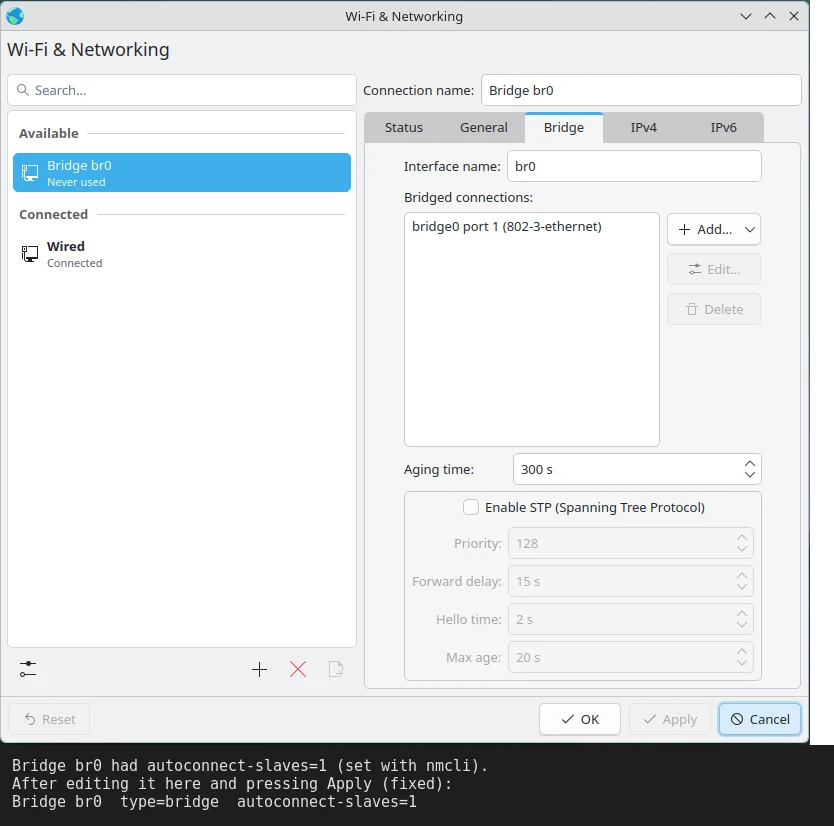 Wi-Fi & Networking
Wi-Fi & Networking
Search...
Connection name:
Bridge br0
Available
Bridge br0
Never used
Connected
Wired
Connected
Status
General
Bridge
IPv4
IPv6
Interface name:
br0
Bridged connections:
bridge0 port 1 (802-3-ethernet)
Add...
Edit...
Delete
Aging time:
300 s
Enable STP (Spanning Tree Protocol)
Priority:
128
Forward delay:
15 s
Hello time:
2 s
Max age:
20 s
Reset
OK
Apply
Cancel
Bridge br0 had autoconnect-slaves=1 (set with nmcli).
After editing it here and pressing Apply (fixed):
Bridge br0  type=bridge  autoconnect-slaves=1